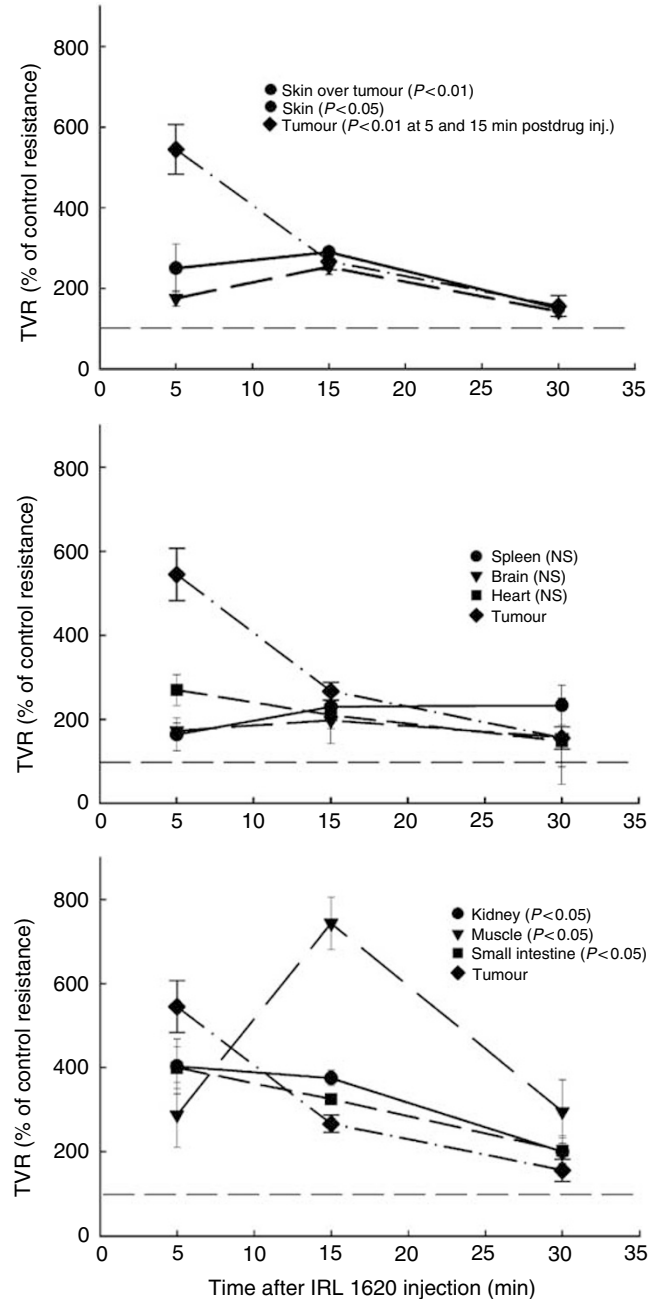 800
600
400
200
0
TVR (% of control resistance)
Skin over tumour (P<0.01)
Skin (P<0.05)
Tumour (P<0.01 at 5 and 15 min postdrug inj.)
0 5 10 15 20 25 30 35
800
600
400
200
0
TVR (% of control resistance)
Spleen (NS)
Brain (NS)
Heart (NS)
Tumour
0 5 10 15 20 25 30 35
800
600
400
200
0
TVR (% of control resistance)
Kidney (P<0.05)
Muscle (P<0.05)
Small intestine (P<0.05)
Tumour
0 5 10 15 20 25 30 35
Time after IRL 1620 injection (min)